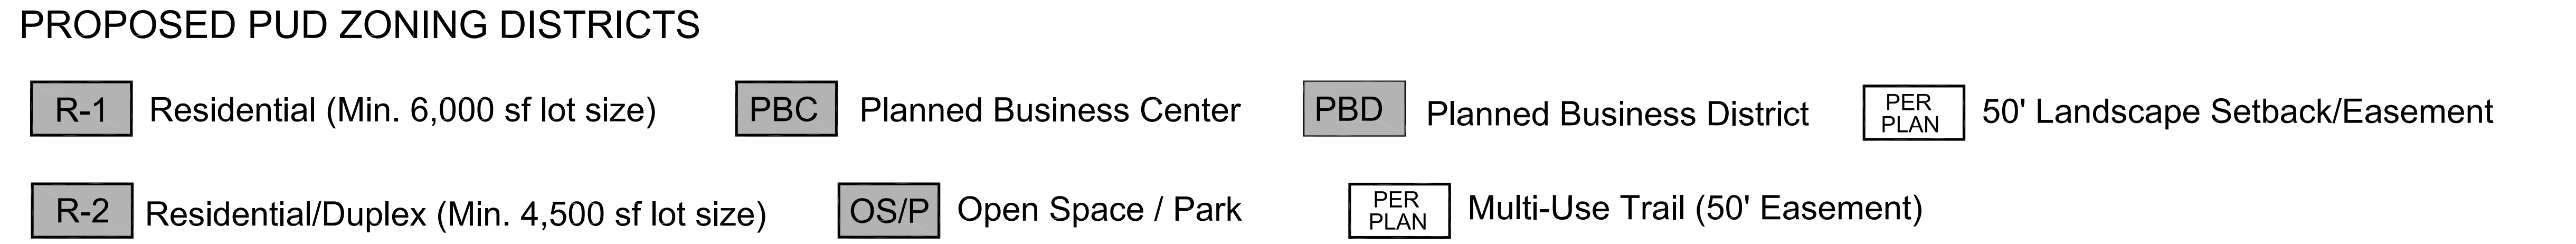 PROPOSED PUD ZONING DISTRICTS
R-1 Residential (Min. 6,000 sf lot size)
PBC Planned Business Center
PBD Planned Business District
PER
PLAN
50' Landscape Setback/Easement
R-2 Residential/Duplex (Min. 4,500 sf lot size)
OS/P Open Space / Park
PER
PLAN
Multi-Use Trail (50' Easement)